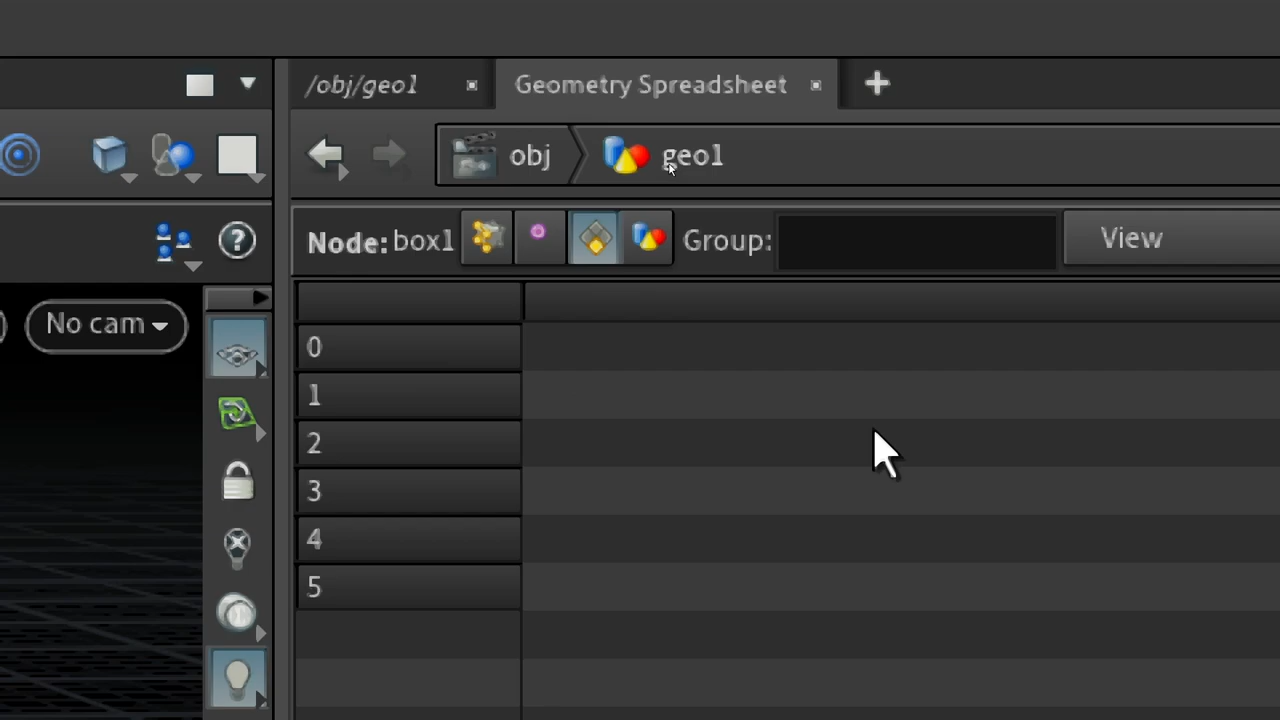 /obj/geo1
Geometry Spreadsheet
obj
geo1
Node: box1
Group:
View
No cam
0
1
2
3
4
5